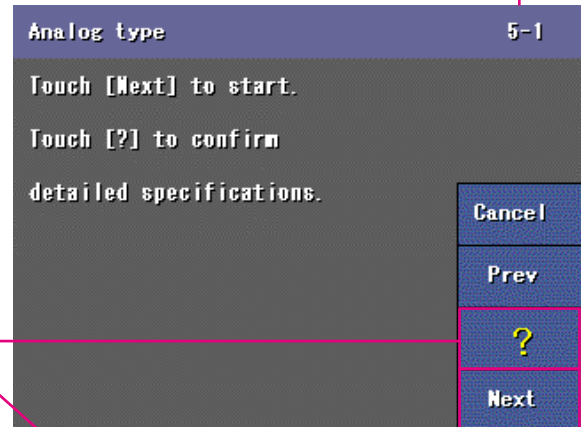 Analog type 5-1
Touch [Next] to start.
Touch [?] to confirm
detailed specifications.
Cancel
Prev
?
Next